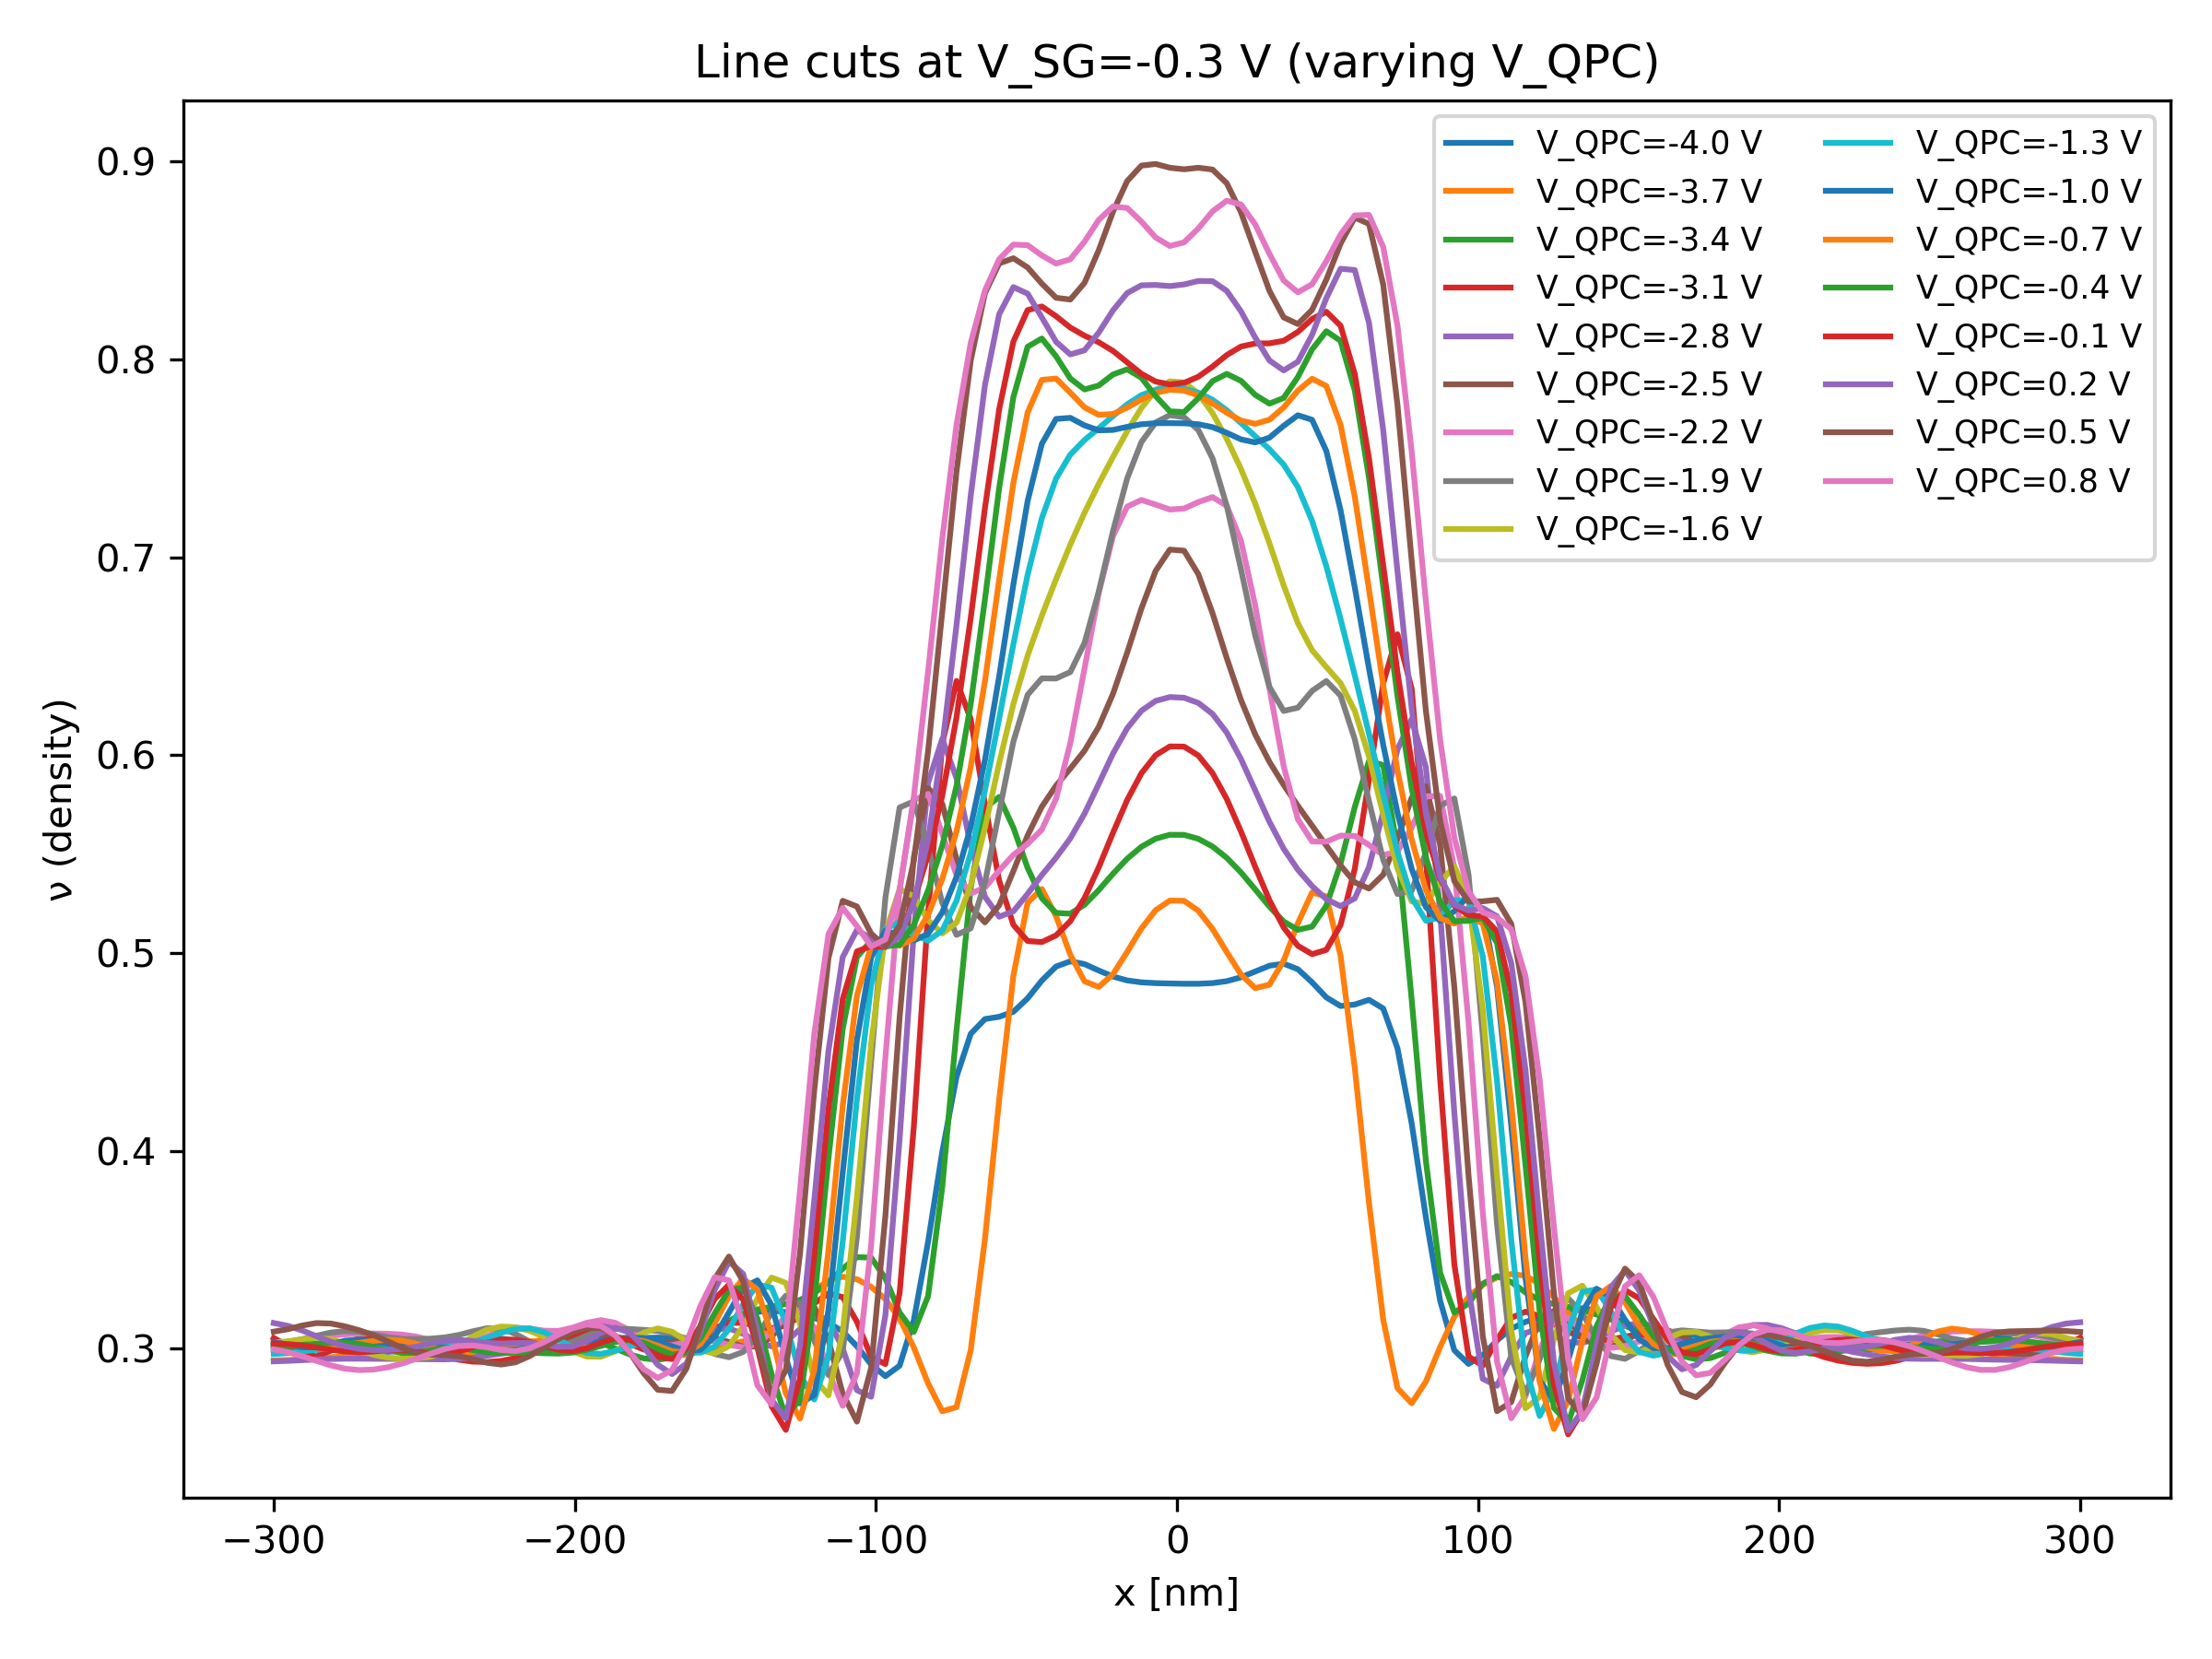 Line cuts at V_SG=-0.3 V (varying V_QPC)
ν (density)
0.9
0.8
0.7
0.6
0.5
0.4
0.3
V_QPC=-4.0 V
V_QPC=-3.7 V
V_QPC=-3.4 V
V_QPC=-3.1 V
V_QPC=-2.8 V
V_QPC=-2.5 V
V_QPC=-2.2 V
V_QPC=-1.9 V
V_QPC=-1.6 V
V_QPC=-1.3 V
V_QPC=-1.0 V
V_QPC=-0.7 V
V_QPC=-0.4 V
V_QPC=-0.1 V
V_QPC=0.2 V
V_QPC=0.5 V
V_QPC=0.8 V
−300 −200 −100 0 100 200 300
x [nm]